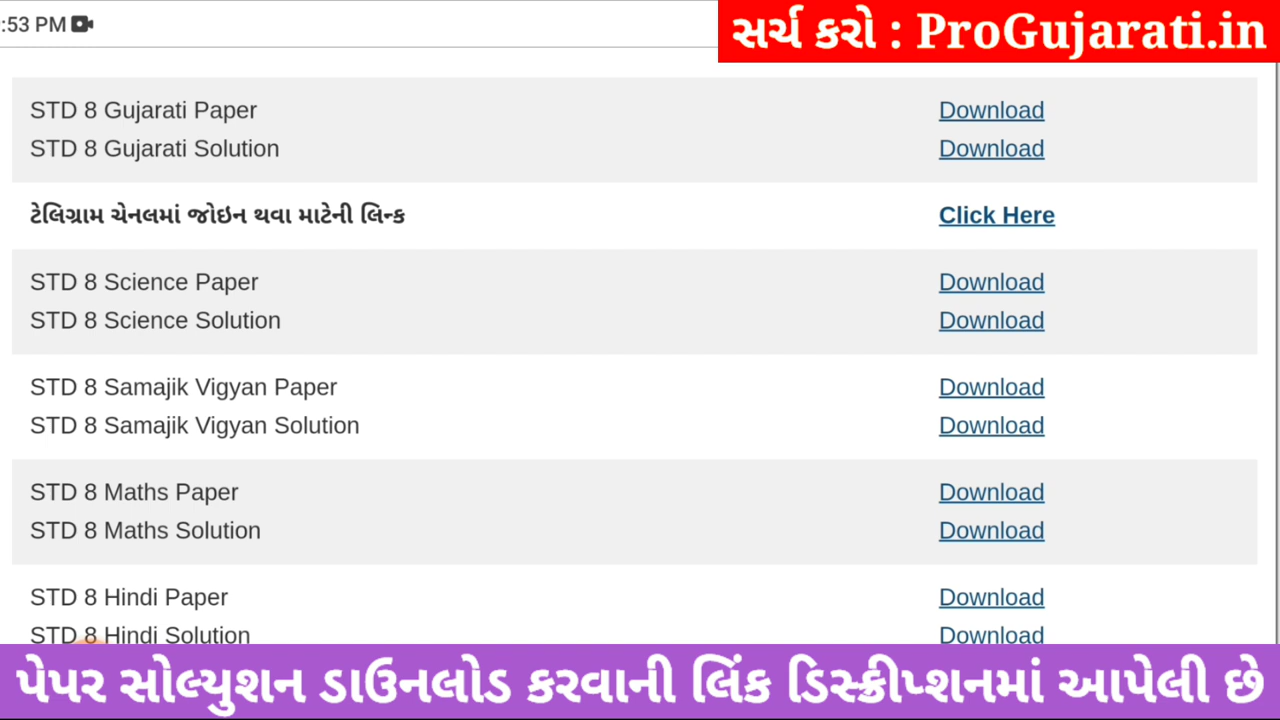 :53 PM
સર્ચ કરો : ProGujarati.in
STD 8 Gujarati Paper Download
STD 8 Gujarati Solution Download
ટેલિગ્રામ ચેનલમાં જોઇન થવા માટેની લિન્ક Click Here
STD 8 Science Paper Download
STD 8 Science Solution Download
STD 8 Samajik Vigyan Paper Download
STD 8 Samajik Vigyan Solution Download
STD 8 Maths Paper Download
STD 8 Maths Solution Download
STD 8 Hindi Paper Download
STD 8 Hindi Solution Download
પેપર સોલ્યુશન ડાઉનલોડ કરવાની લિંક ડિસ્ક્રીપ્શનમાં આપેલી છે